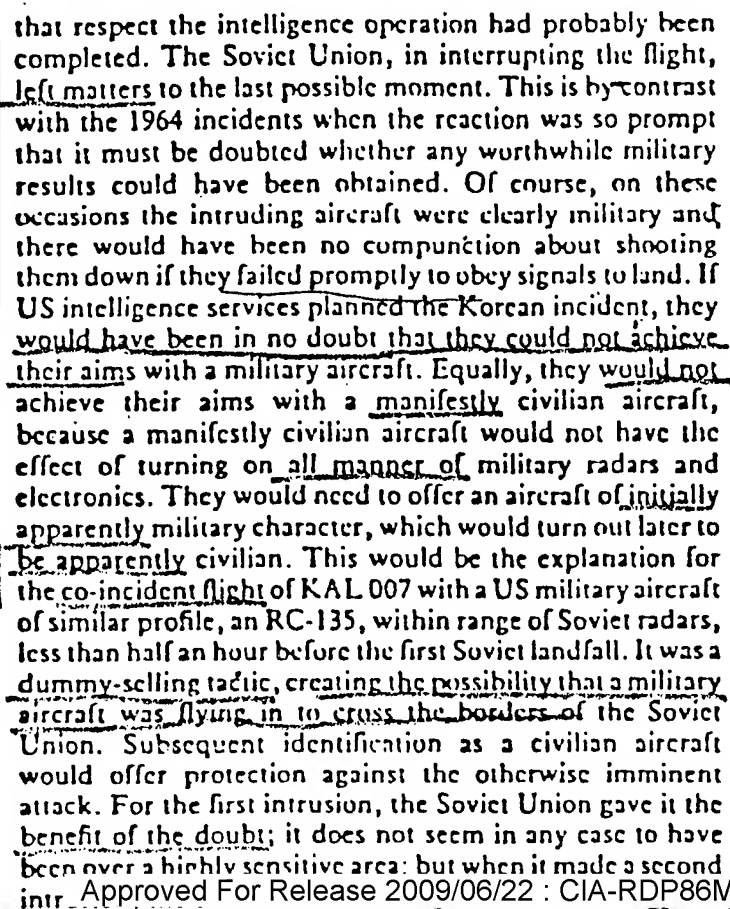 that respect the intelligence operation had probably been
completed. The Soviet Union, in interrupting the flight,
left matters to the last possible moment. This is by contrast
with the 1964 incidents when the reaction was so prompt
that it must be doubted whether any worthwhile military
results could have been obtained. Of course, on these
occasions the intruding aircraft were clearly military and
there would have been no compunction about shooting
them down if they failed promptly to obey signals to land. If
US intelligence services planned the Korean incident, they
would have been in no doubt that they could not achieve
their aims with a military aircraft. Equally, they would not
achieve their aims with a manifestly civilian aircraft,
because a manifestly civilian aircraft would not have the
effect of turning on all manner of military radars and
electronics. They would need to offer an aircraft of initially
apparently military character, which would turn out later to
be apparently civilian. This would be the explanation for
the co-incident flight of KAL 007 with a US military aircraft
of similar profile, an RC-135, within range of Soviet radars,
less than half an hour before the first Soviet landfall. It was a
dummy-selling tactic, creating the possibility that a military
aircraft was flying in to cross the borders of the Soviet
Union. Subsequent identification as a civilian aircraft
would offer protection against the otherwise imminent
attack. For the first intrusion, the Soviet Union gave it the
benefit of the doubt; it does not seem in any case to have
been over a highly sensitive area: but when it made a second
intr
Approved For Release 2009/06/22 : CIA-RDP86M